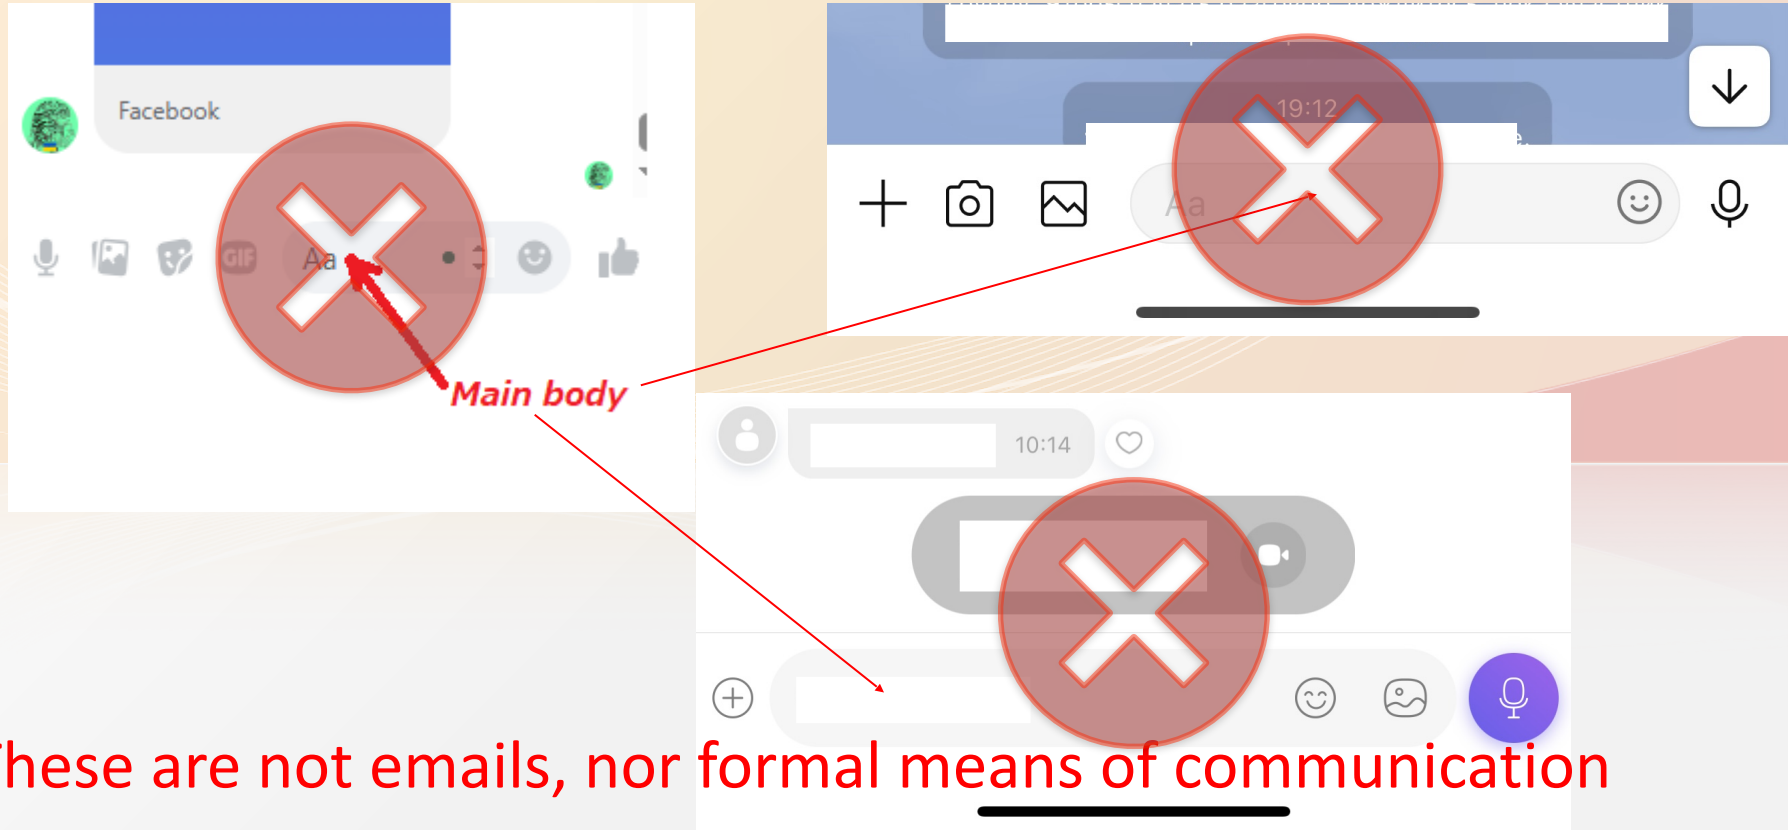 Facebook
19:12
Aa
GIF
Aa
Main body
10:14
hese are not emails, nor formal means of communication